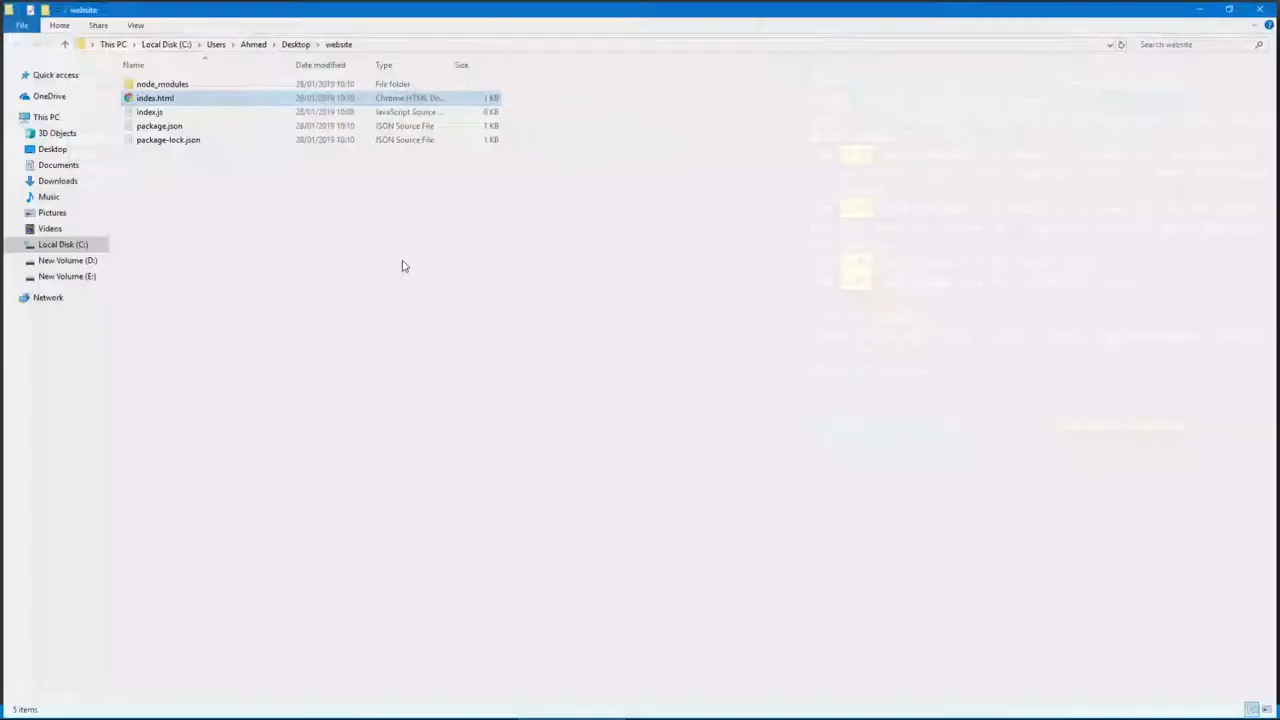 website
File Home Share View
This PC Local Disk (C:) Users Ahmed Desktop website Search website
Name Date modified Type Size
Quick access
OneDrive
This PC
3D Objects
Desktop
Documents
Downloads
Music
Pictures
Videos
Local Disk (C:)
New Volume (D:)
New Volume (E:)
Network
node_modules 28/01/2019 10:10 File folder
index.html 28/01/2019 10:10 Chrome HTML Do... 1 KB
index.js 28/01/2019 10:08 JavaScript Source ... 0 KB
package.json 28/01/2019 10:10 JSON Source File 1 KB
package-lock.json 28/01/2019 10:10 JSON Source File 1 KB
5 items